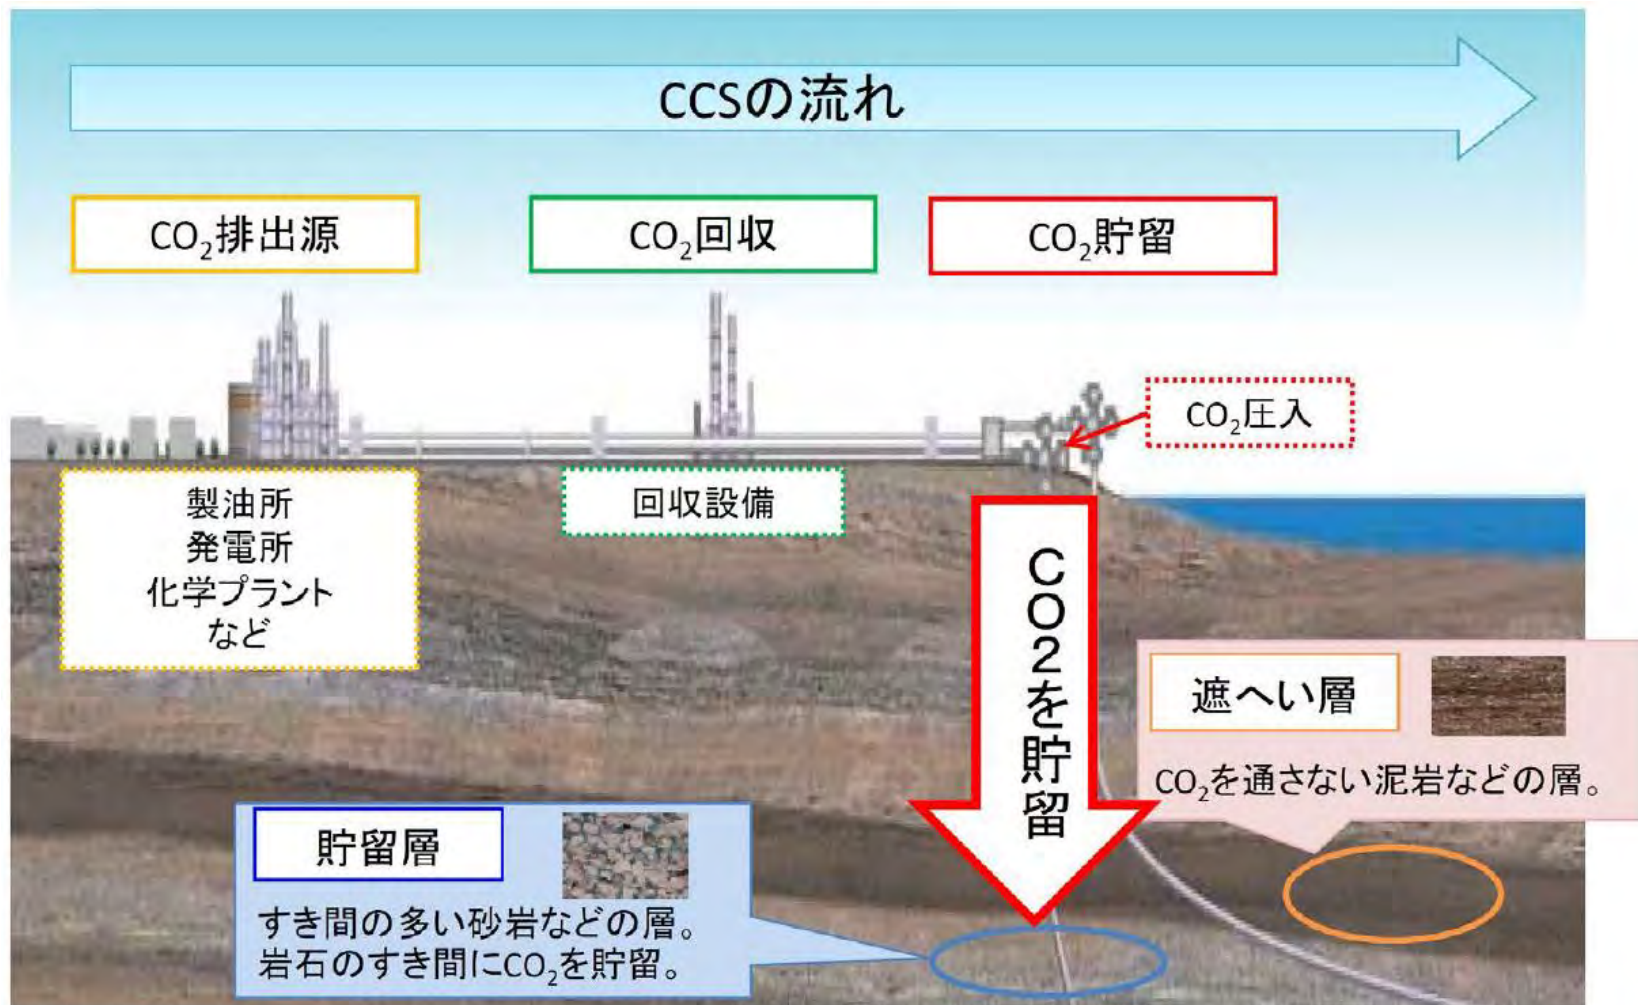 CCSの流れ
CO₂排出源
CO₂回収
CO₂貯留
CO₂圧入
製油所
発電所
化学プラント
など
回収設備
CO2を貯留
遮へい層
CO₂を通さない泥岩などの層。
貯留層
すき間の多い砂岩などの層。
岩石のすき間にCO₂を貯留。